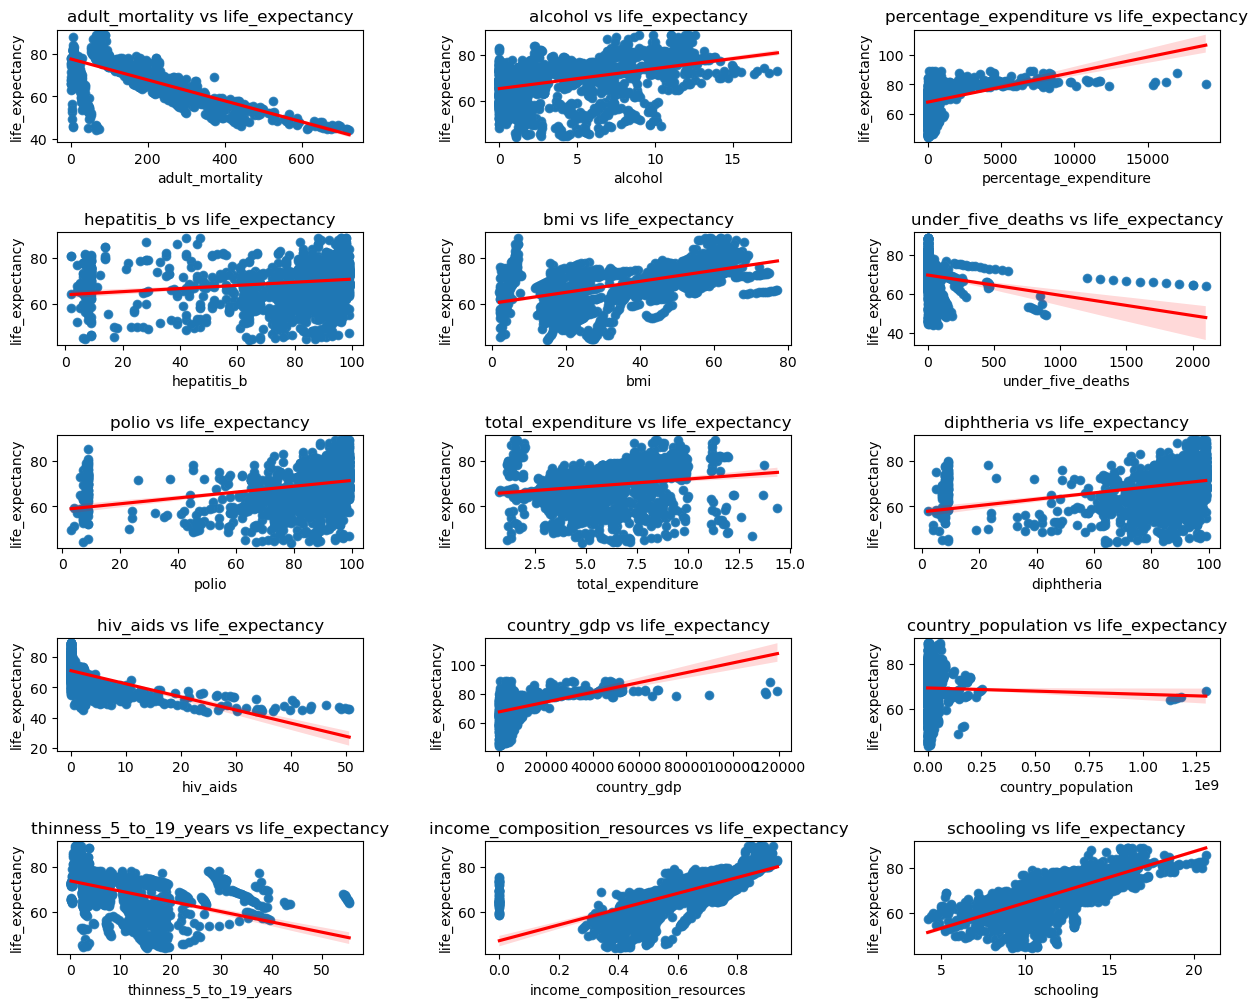 adult_mortality vs life_expectancy
life_expectancy
80
60
40
0 200 400 600
adult_mortality
alcohol vs life_expectancy
life_expectancy
80
60
0 5 10 15
alcohol
percentage_expenditure vs life_expectancy
life_expectancy
100
80
60
0 5000 10000 15000
percentage_expenditure
hepatitis_b vs life_expectancy
life_expectancy
80
60
0 20 40 60 80 100
hepatitis_b
bmi vs life_expectancy
life_expectancy
80
60
0 20 40 60 80
bmi
under_five_deaths vs life_expectancy
life_expectancy
80
60
40
0 500 1000 1500 2000
under_five_deaths
polio vs life_expectancy
life_expectancy
80
60
0 20 40 60 80 100
polio
total_expenditure vs life_expectancy
life_expectancy
80
60
2.5 5.0 7.5 10.0 12.5 15.0
total_expenditure
diphtheria vs life_expectancy
life_expectancy
80
60
0 20 40 60 80 100
diphtheria
hiv_aids vs life_expectancy
life_expectancy
80
60
40
20
0 10 20 30 40 50
hiv_aids
country_gdp vs life_expectancy
life_expectancy
100
80
60
0 20000 40000 60000 80000 100000 120000
country_gdp
country_population vs life_expectancy
life_expectancy
80
60
0.00 0.25 0.50 0.75 1.00 1.25
1e9
country_population
thinness_5_to_19_years vs life_expectancy
life_expectancy
80
60
0 10 20 30 40 50
thinness_5_to_19_years
income_composition_resources vs life_expectancy
life_expectancy
80
60
0.0 0.2 0.4 0.6 0.8
income_composition_resources
schooling vs life_expectancy
life_expectancy
80
60
5 10 15 20
schooling